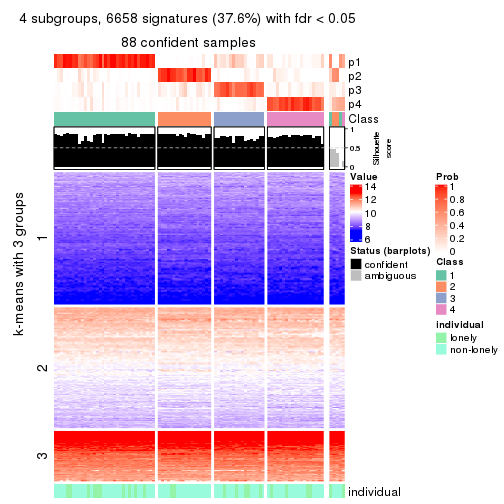 4 subgroups, 6658 signatures (37.6%) with fdr < 0.05
88 confident samples
p1
p2
p3
p4
Class
1
0.5
0
Silhouette
score
k-means with 3 groups
1
2
3
individual
Value
14
12
10
8
6
Status (barplots)
confident
ambiguous
Prob
1
0.8
0.6
0.4
0.2
0
Class
1
2
3
4
individual
lonely
non-lonely